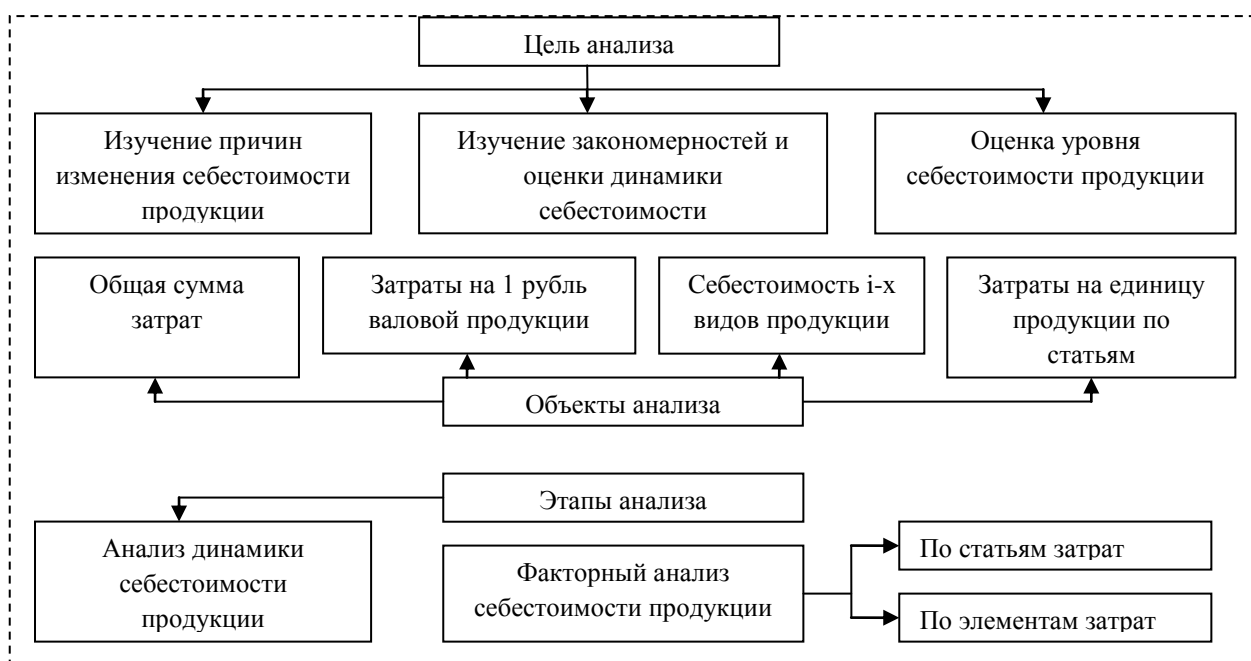 Цель анализа
Изучение причин
изменения себестоимости
продукции
Изучение закономерностей и
оценки динамики
себестоимости
Оценка уровня
себестоимости продукции
Общая сумма
затрат
Затраты на 1 рубль
валовой продукции
Себестоимость i-х
видов продукции
Затраты на единицу
продукции по
статьям
Объекты анализа
Этапы анализа
Анализ динамики
себестоимости
продукции
Факторный анализ
себестоимости продукции
По статьям затрат
По элементам затрат